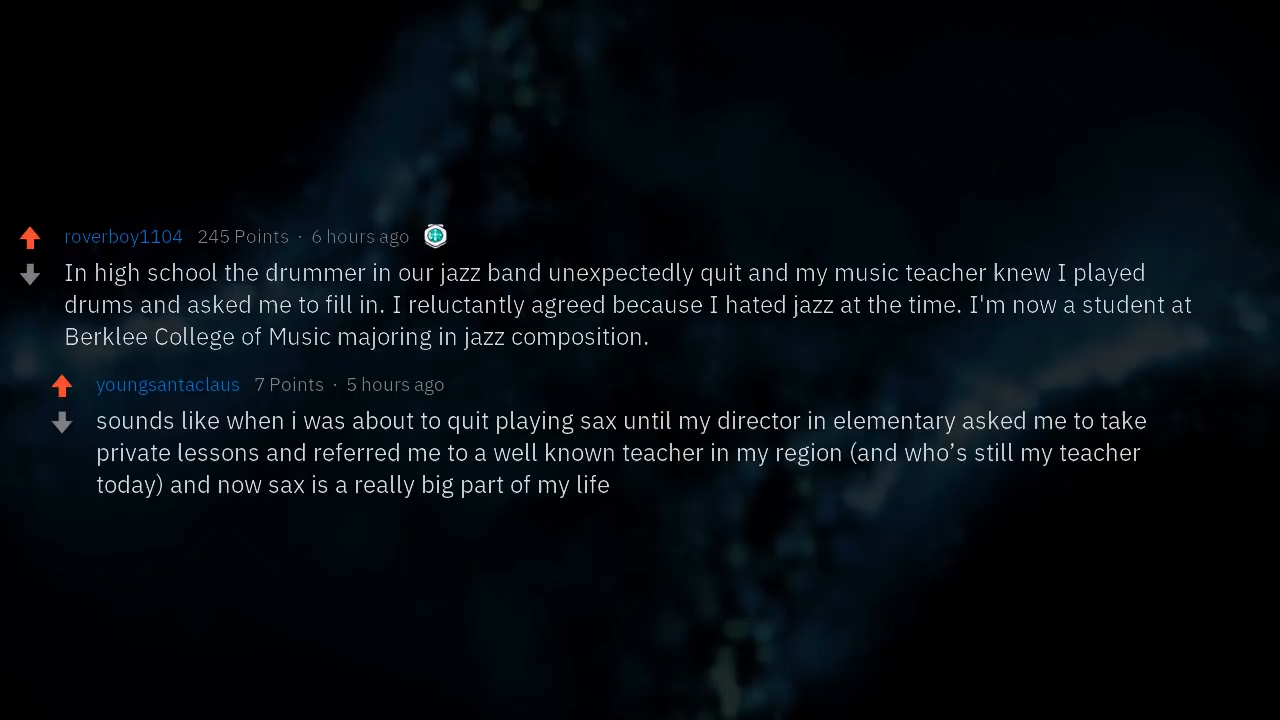 roverboy1104 245 Points · 6 hours ago
In high school the drummer in our jazz band unexpectedly quit and my music teacher knew I played
drums and asked me to fill in. I reluctantly agreed because I hated jazz at the time. I'm now a student at
Berklee College of Music majoring in jazz composition.
youngsantaclaus 7 Points · 5 hours ago
sounds like when i was about to quit playing sax until my director in elementary asked me to take
private lessons and referred me to a well known teacher in my region (and who’s still my teacher
today) and now sax is a really big part of my life